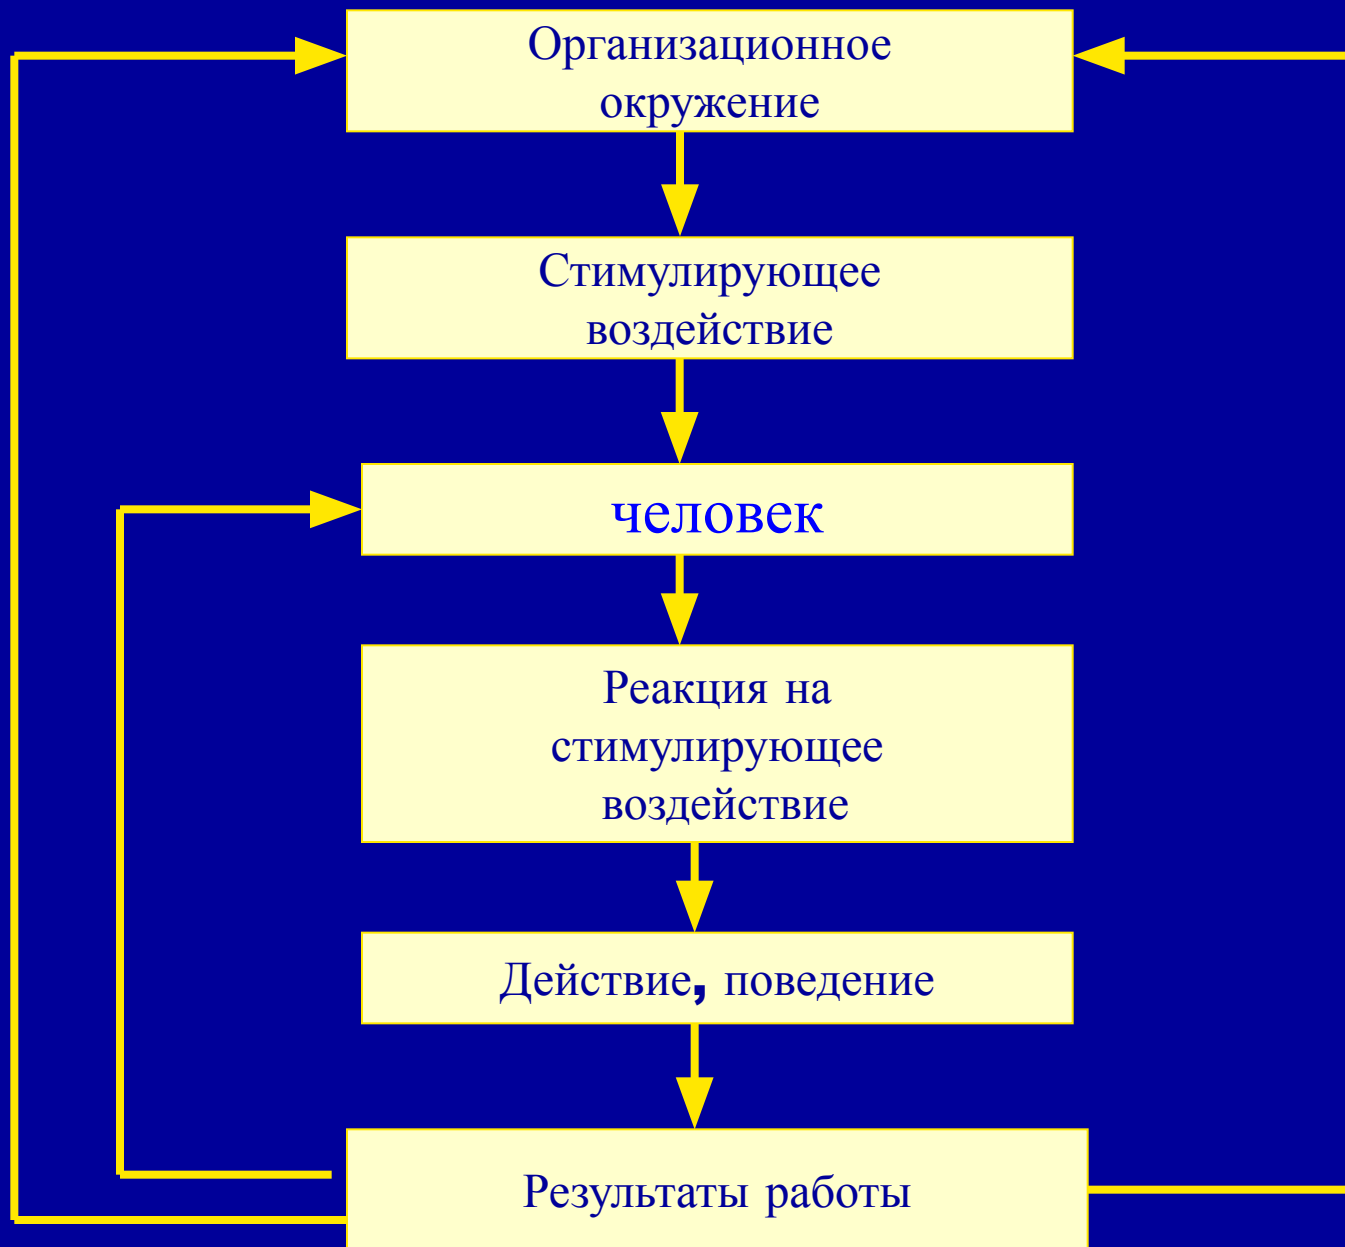 Организационное
окружение
Стимулирующее
воздействие
человек
Реакция на
стимулирующее
воздействие
Действие, поведение
Результаты работы